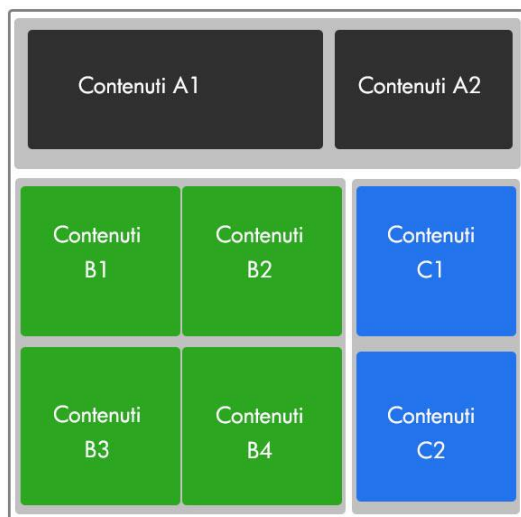 Contenuti A1
Contenuti A2
Contenuti
B1
Contenuti
B2
Contenuti
C1
Contenuti
B3
Contenuti
B4
Contenuti
C2